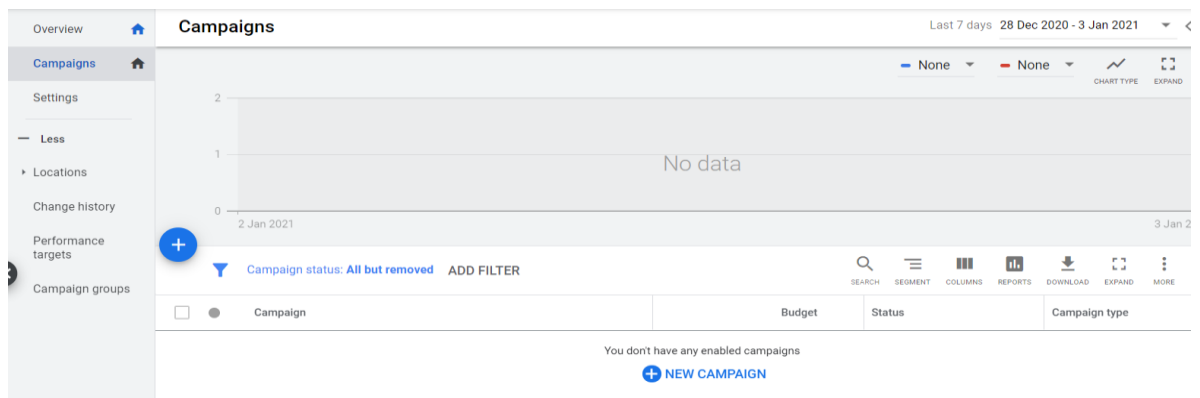 Overview
Campaigns
Settings
Less
Locations
Change history
Performance
targets
Campaign groups
Campaigns
Last 7 days 28 Dec 2020 - 3 Jan 2021
None None
CHART TYPE EXPAND
2
1
0
No data
2 Jan 2021 3 Jan 2
Campaign status: All but removed ADD FILTER
SEARCH SEGMENT COLUMNS REPORTS DOWNLOAD EXPAND MORE
Campaign Budget Status Campaign type
You don't have any enabled campaigns
NEW CAMPAIGN